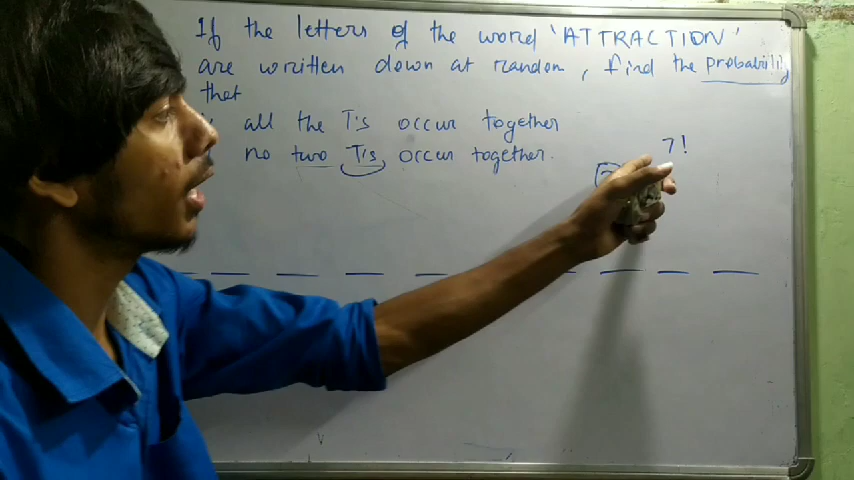 If the letters of the word 'ATTRACTION'
are written down at random, find the probability
that
all the T's occur together
no two T's occur together.
7!